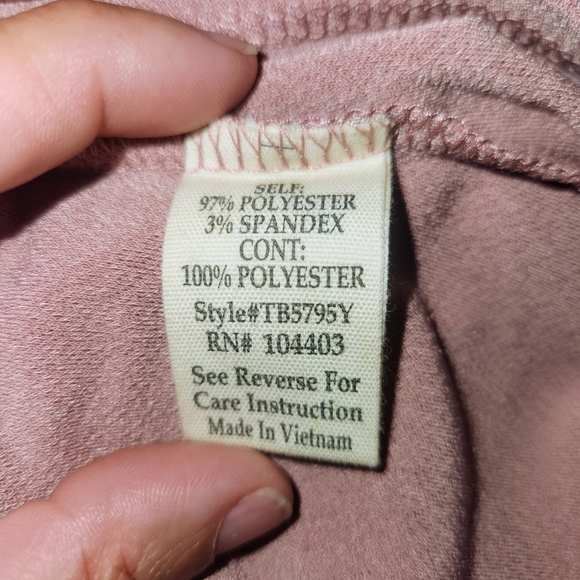 SELF:
97% POLYESTER
3% SPANDEX
CONT:
100% POLYESTER
Style#TB5795Y
RN# 104403
See Reverse For
Care Instruction
Made In Vietnam